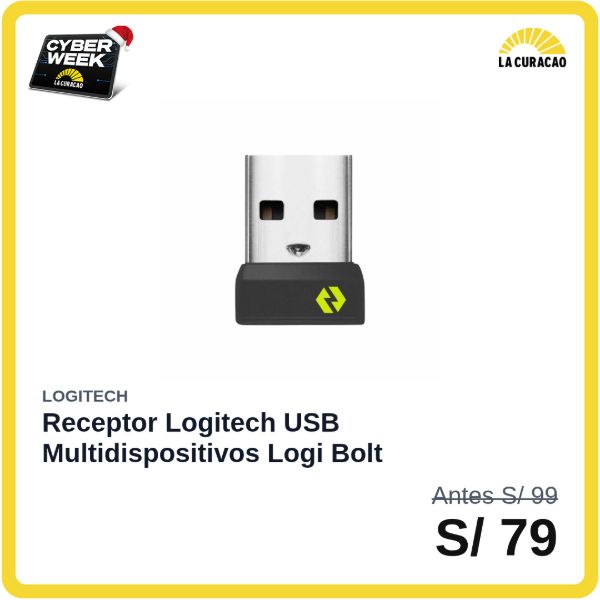 CYBER
WEEK
LA CURACAO
LA CURACAO
LOGITECH
Receptor Logitech USB
Multidispositivos Logi Bolt
Antes S/ 99
S/ 79